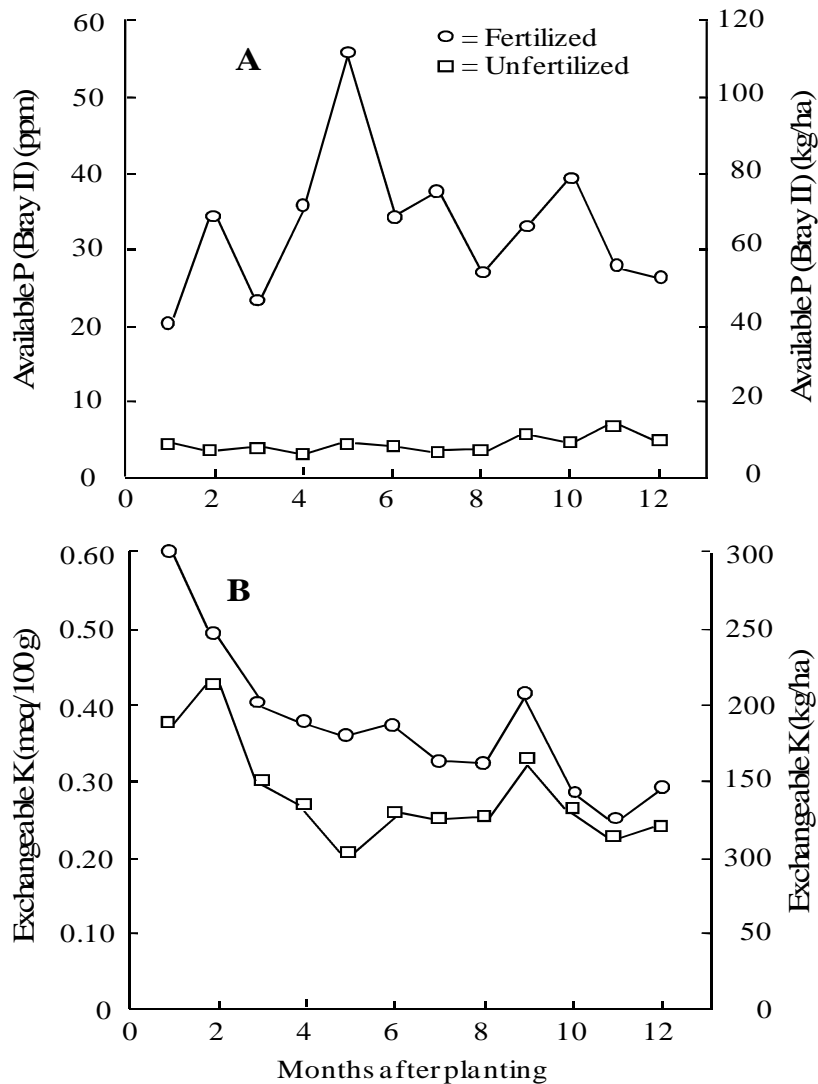 60
50
40
30
20
10
0
Available P (Bray II) (ppm)
A
= Fertilized
= Unfertilized
120
100
80
60
40
20
0
Available P (Bray II) (kg/ha)
0 2 4 6 8 10 12
0.60
0.50
0.40
0.30
0.20
0.10
0
Exchangeable K (meq/100 g)
B
300
250
200
150
300
50
0
Exchangeable K (kg/ha)
0 2 4 6 8 10 12
Months after planting